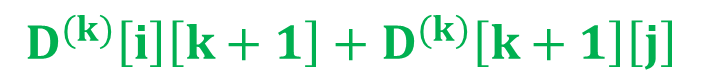 D⁽ᵏ⁾[i][k + 1] + D⁽ᵏ⁾[k + 1][j]